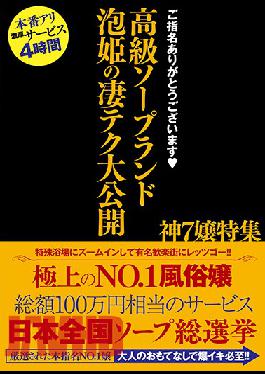 ご指名ありがとうございます♥
高級ソープランド
泡姫の凄テク大公開
本番アリ
濃厚サービス
4時間
神7嬢特集
特殊浴場にズームインして有名歓楽街にレッツゴー!!
極上のNO.1風俗嬢
総額100万円相当のサービス
日本全国ソープ総選挙
厳選された本指名NO.1嬢
大人のおもてなしで爆イキ必至!!